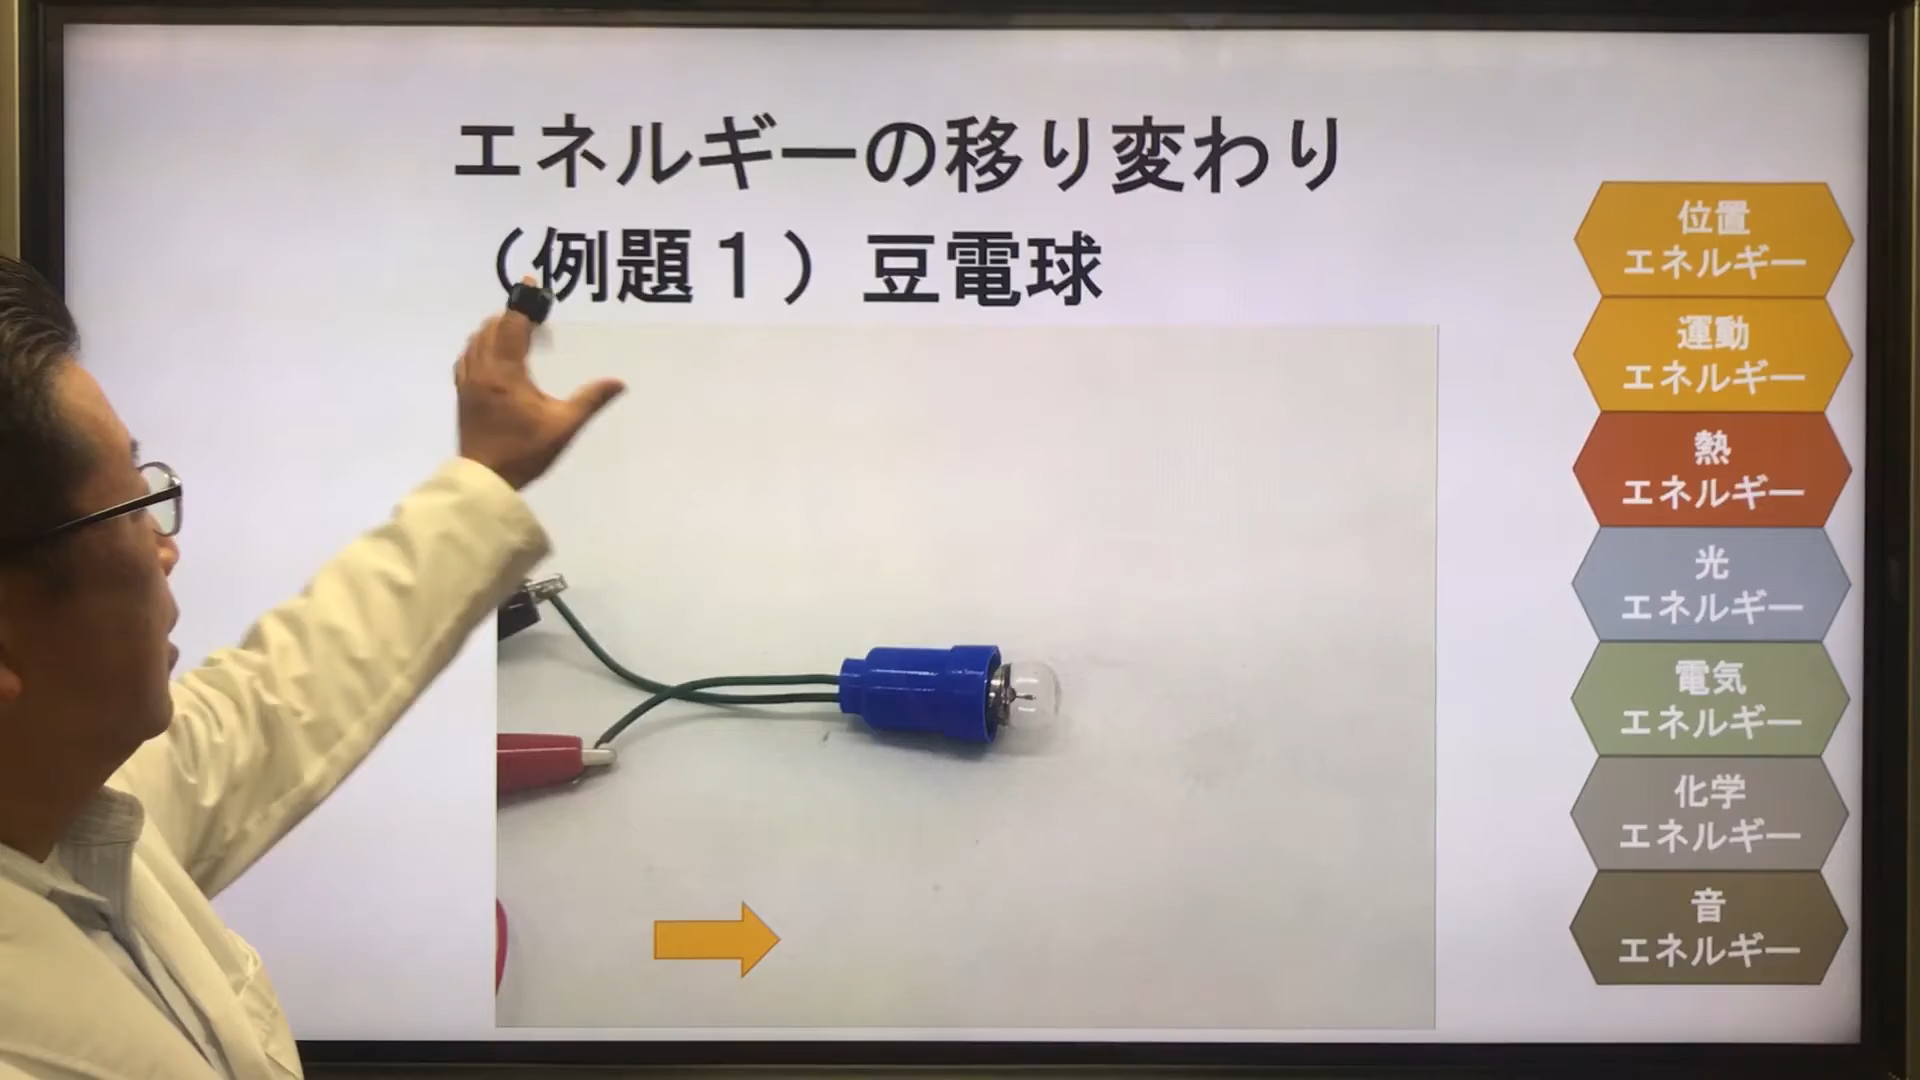 エネルギーの移り変わり
（例題１）豆電球
位置
エネルギー
運動
エネルギー
熱
エネルギー
光
エネルギー
電気
エネルギー
化学
エネルギー
音
エネルギー